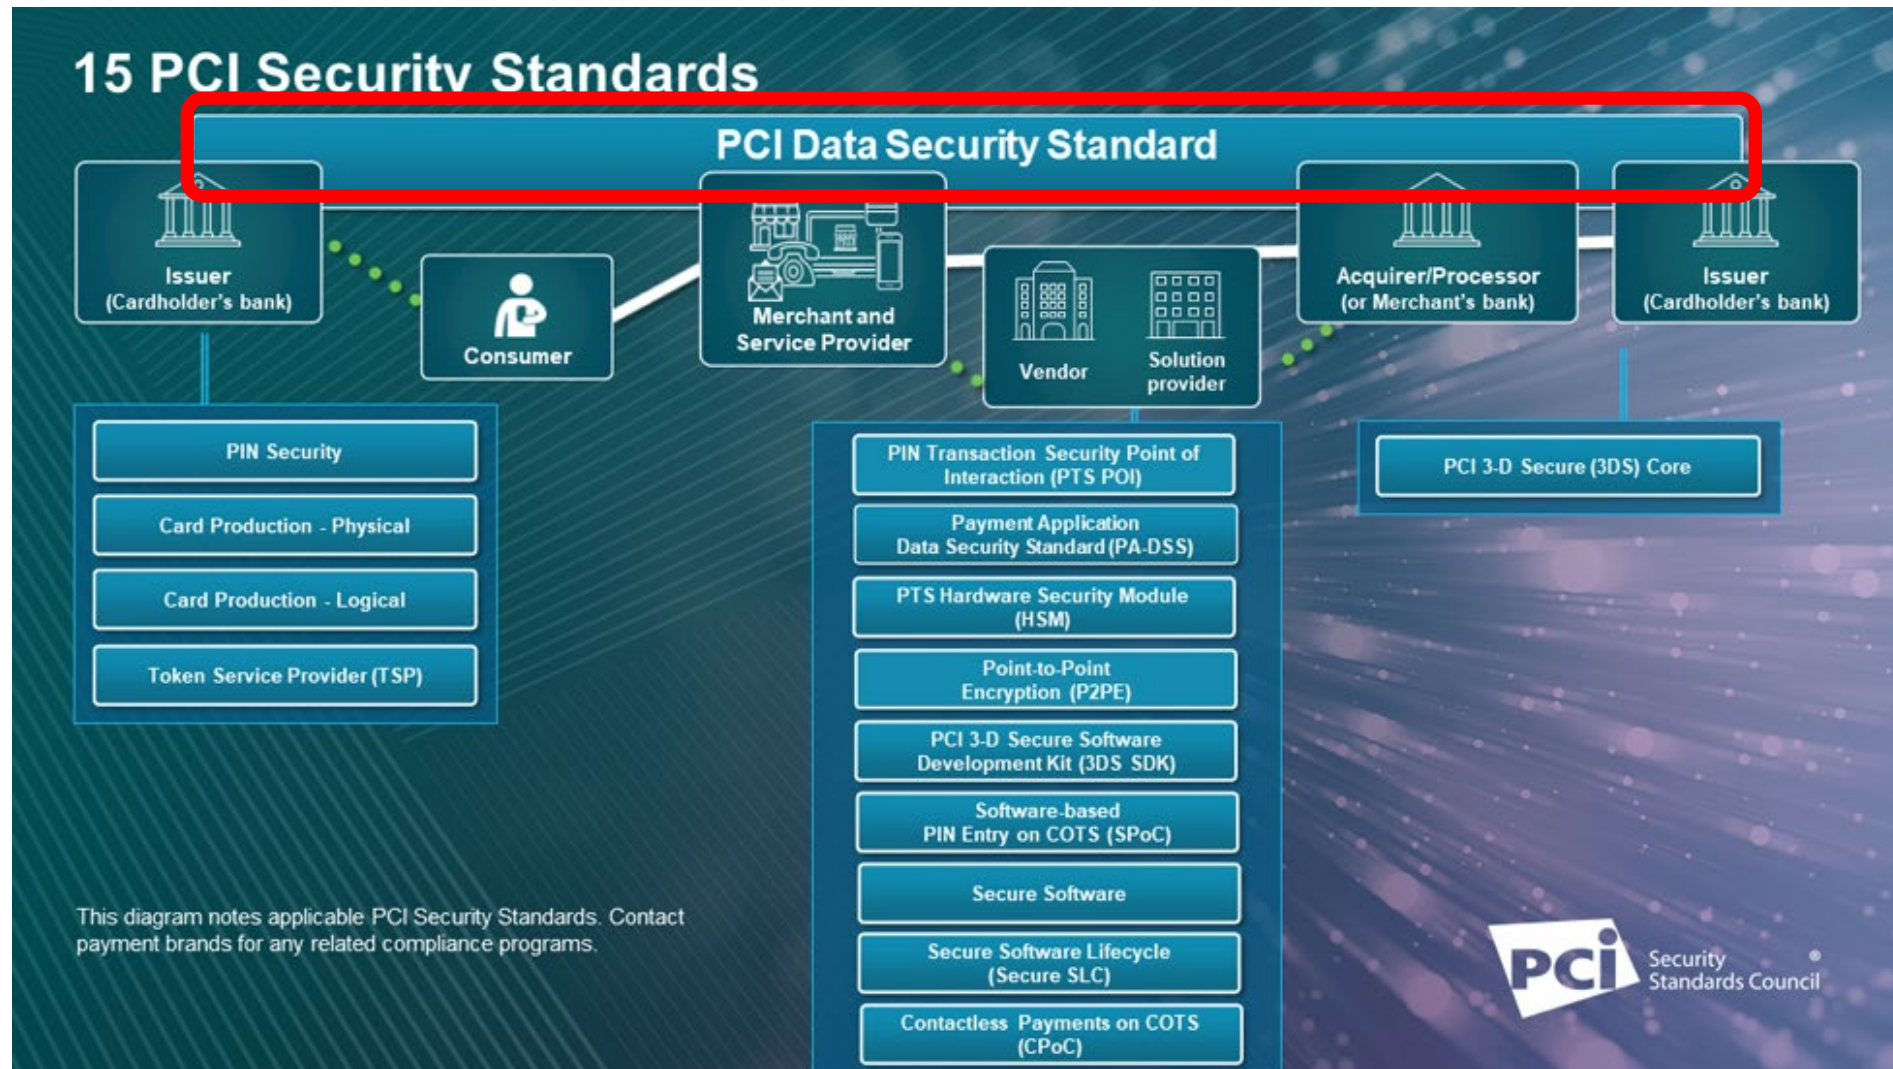 15 PCI Security Standards
PCI Data Security Standard
Issuer
(Cardholder's bank)
Consumer
Merchant and
Service Provider
Vendor
Solution
provider
Acquirer/Processor
(or Merchant's bank)
Issuer
(Cardholder's bank)
PIN Security
Card Production - Physical
Card Production - Logical
Token Service Provider (TSP)
PIN Transaction Security Point of
Interaction (PTS POI)
Payment Application
Data Security Standard (PA-DSS)
PTS Hardware Security Module
(HSM)
Point-to-Point
Encryption (P2PE)
PCI 3-D Secure Software
Development Kit (3DS SDK)
Software-based
PIN Entry on COTS (SPoC)
Secure Software
Secure Software Lifecycle
(Secure SLC)
Contactless Payments on COTS
(CPoC)
PCI 3-D Secure (3DS) Core
This diagram notes applicable PCI Security Standards. Contact
payment brands for any related compliance programs.
PCI
Security ®
Standards Council